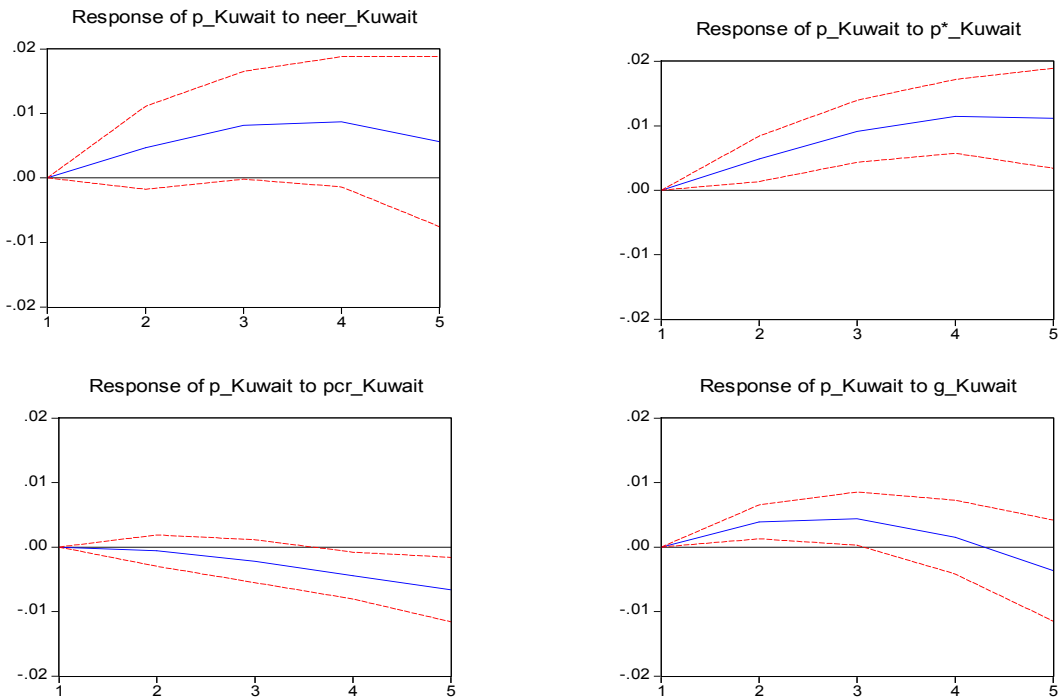 Response of p_Kuwait to neer_Kuwait
.02
.01
.00
-.01
-.02
1 2 3 4 5
Response of p_Kuwait to p*_Kuwait
.02
.01
.00
-.01
-.02
1 2 3 4 5
Response of p_Kuwait to pcr_Kuwait
.02
.01
.00
-.01
-.02
1 2 3 4 5
Response of p_Kuwait to g_Kuwait
.02
.01
.00
-.01
-.02
1 2 3 4 5